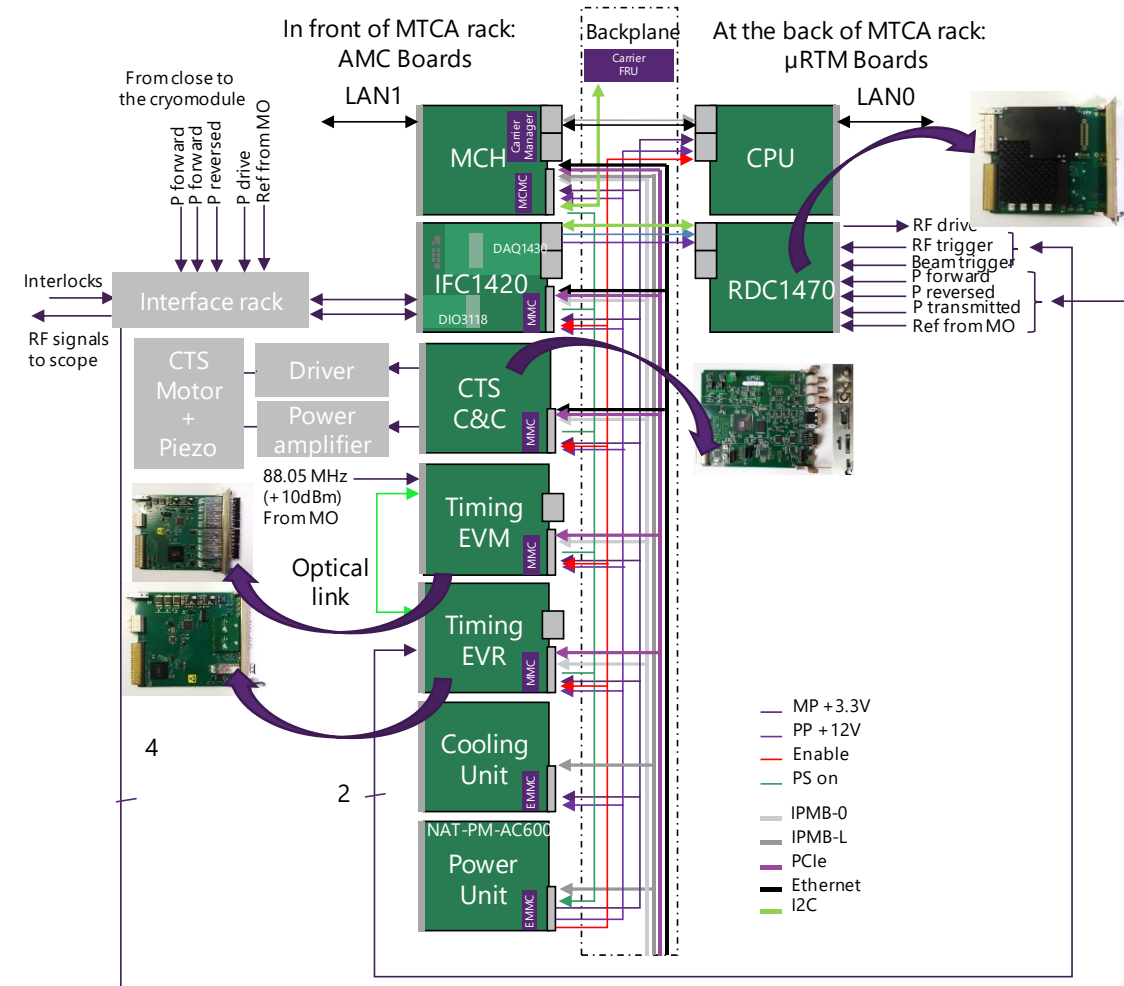 In front of MTCA rack:
AMC Boards
Backplane
At the back of MTCA rack:
µRTM Boards
Carrier
FRU
From close to
the cryomodule
LAN1
LAN0
P forward
P forward
P reversed
P drive
Ref from MO
MCH
Carrier
Manager
MCMC
CPU
Interlocks
Interface rack
RF signals
to scope
DAQ1430
IFC1420
DIO3118
MMC
RDC1470
RF drive
RF trigger
Beam trigger
P forward
P reversed
P transmitted
Ref from MO
CTS
Motor
+
Piezo
Driver
Power
amplifier
CTS
C&C
MMC
88.05 MHz
(+10dBm)
From MO
Timing
EVM
MMC
Optical
link
Timing
EVR
MMC
Cooling
Unit
EMMC
4
2
NAT-PM-AC600
Power
Unit
EMMC
MP +3.3V
PP +12V
Enable
PS on
IPMB-0
IPMB-L
PCIe
Ethernet
I2C